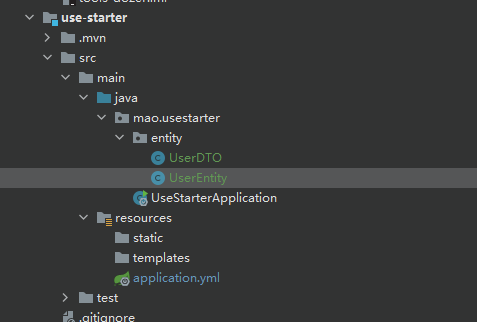 use-starter
.mvn
src
main
java
mao.usestarter
entity
UserDTO
UserEntity
UseStarterApplication
resources
static
templates
application.yml
test
.gitignore